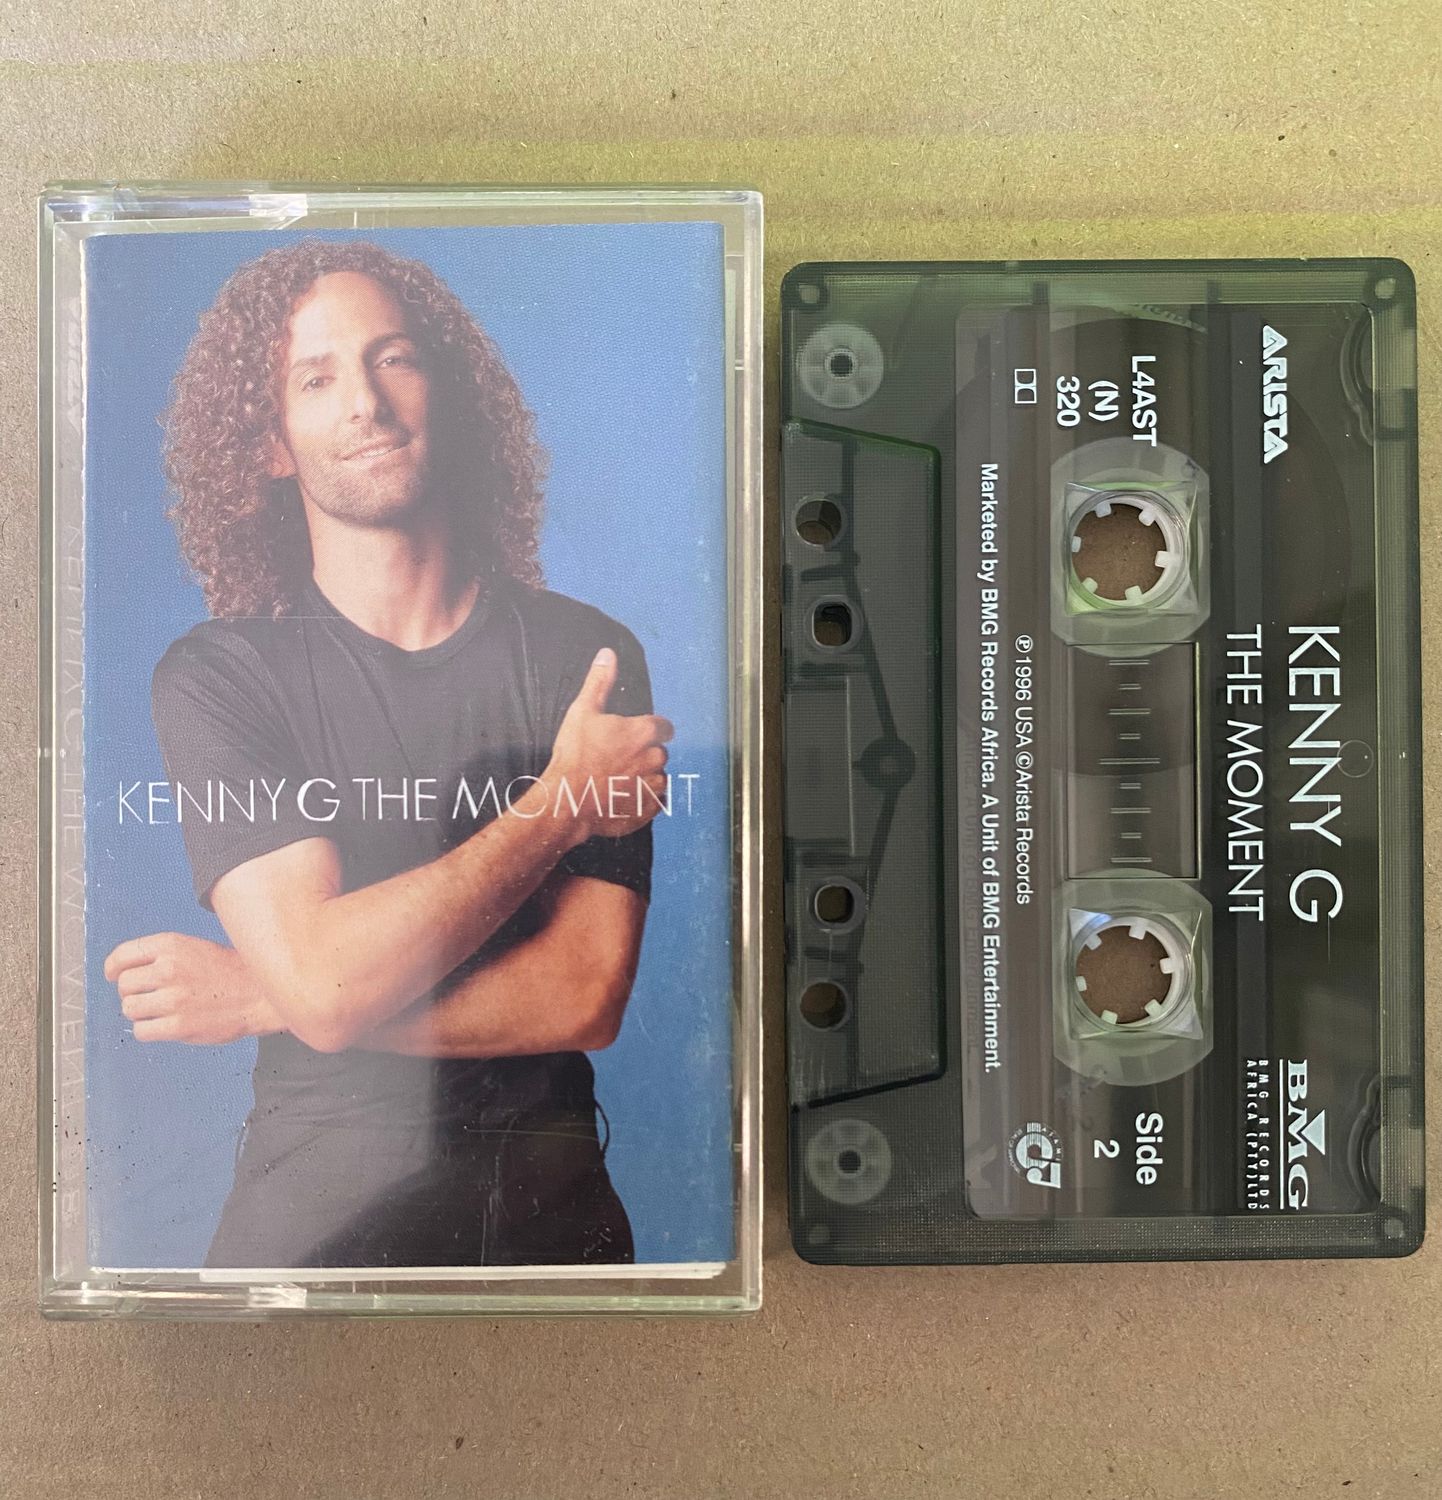 KENNY G THE MOMENT
ARISTA
KENNY G
THE MOMENT
BMG
BMG RECORDS
AFRICA (PTY) LTD
L4AST
(N)
320
Side
2
℗ 1996 USA ©Arista Records
Marketed by BMG Records Africa. A Unit of BMG Entertainment.